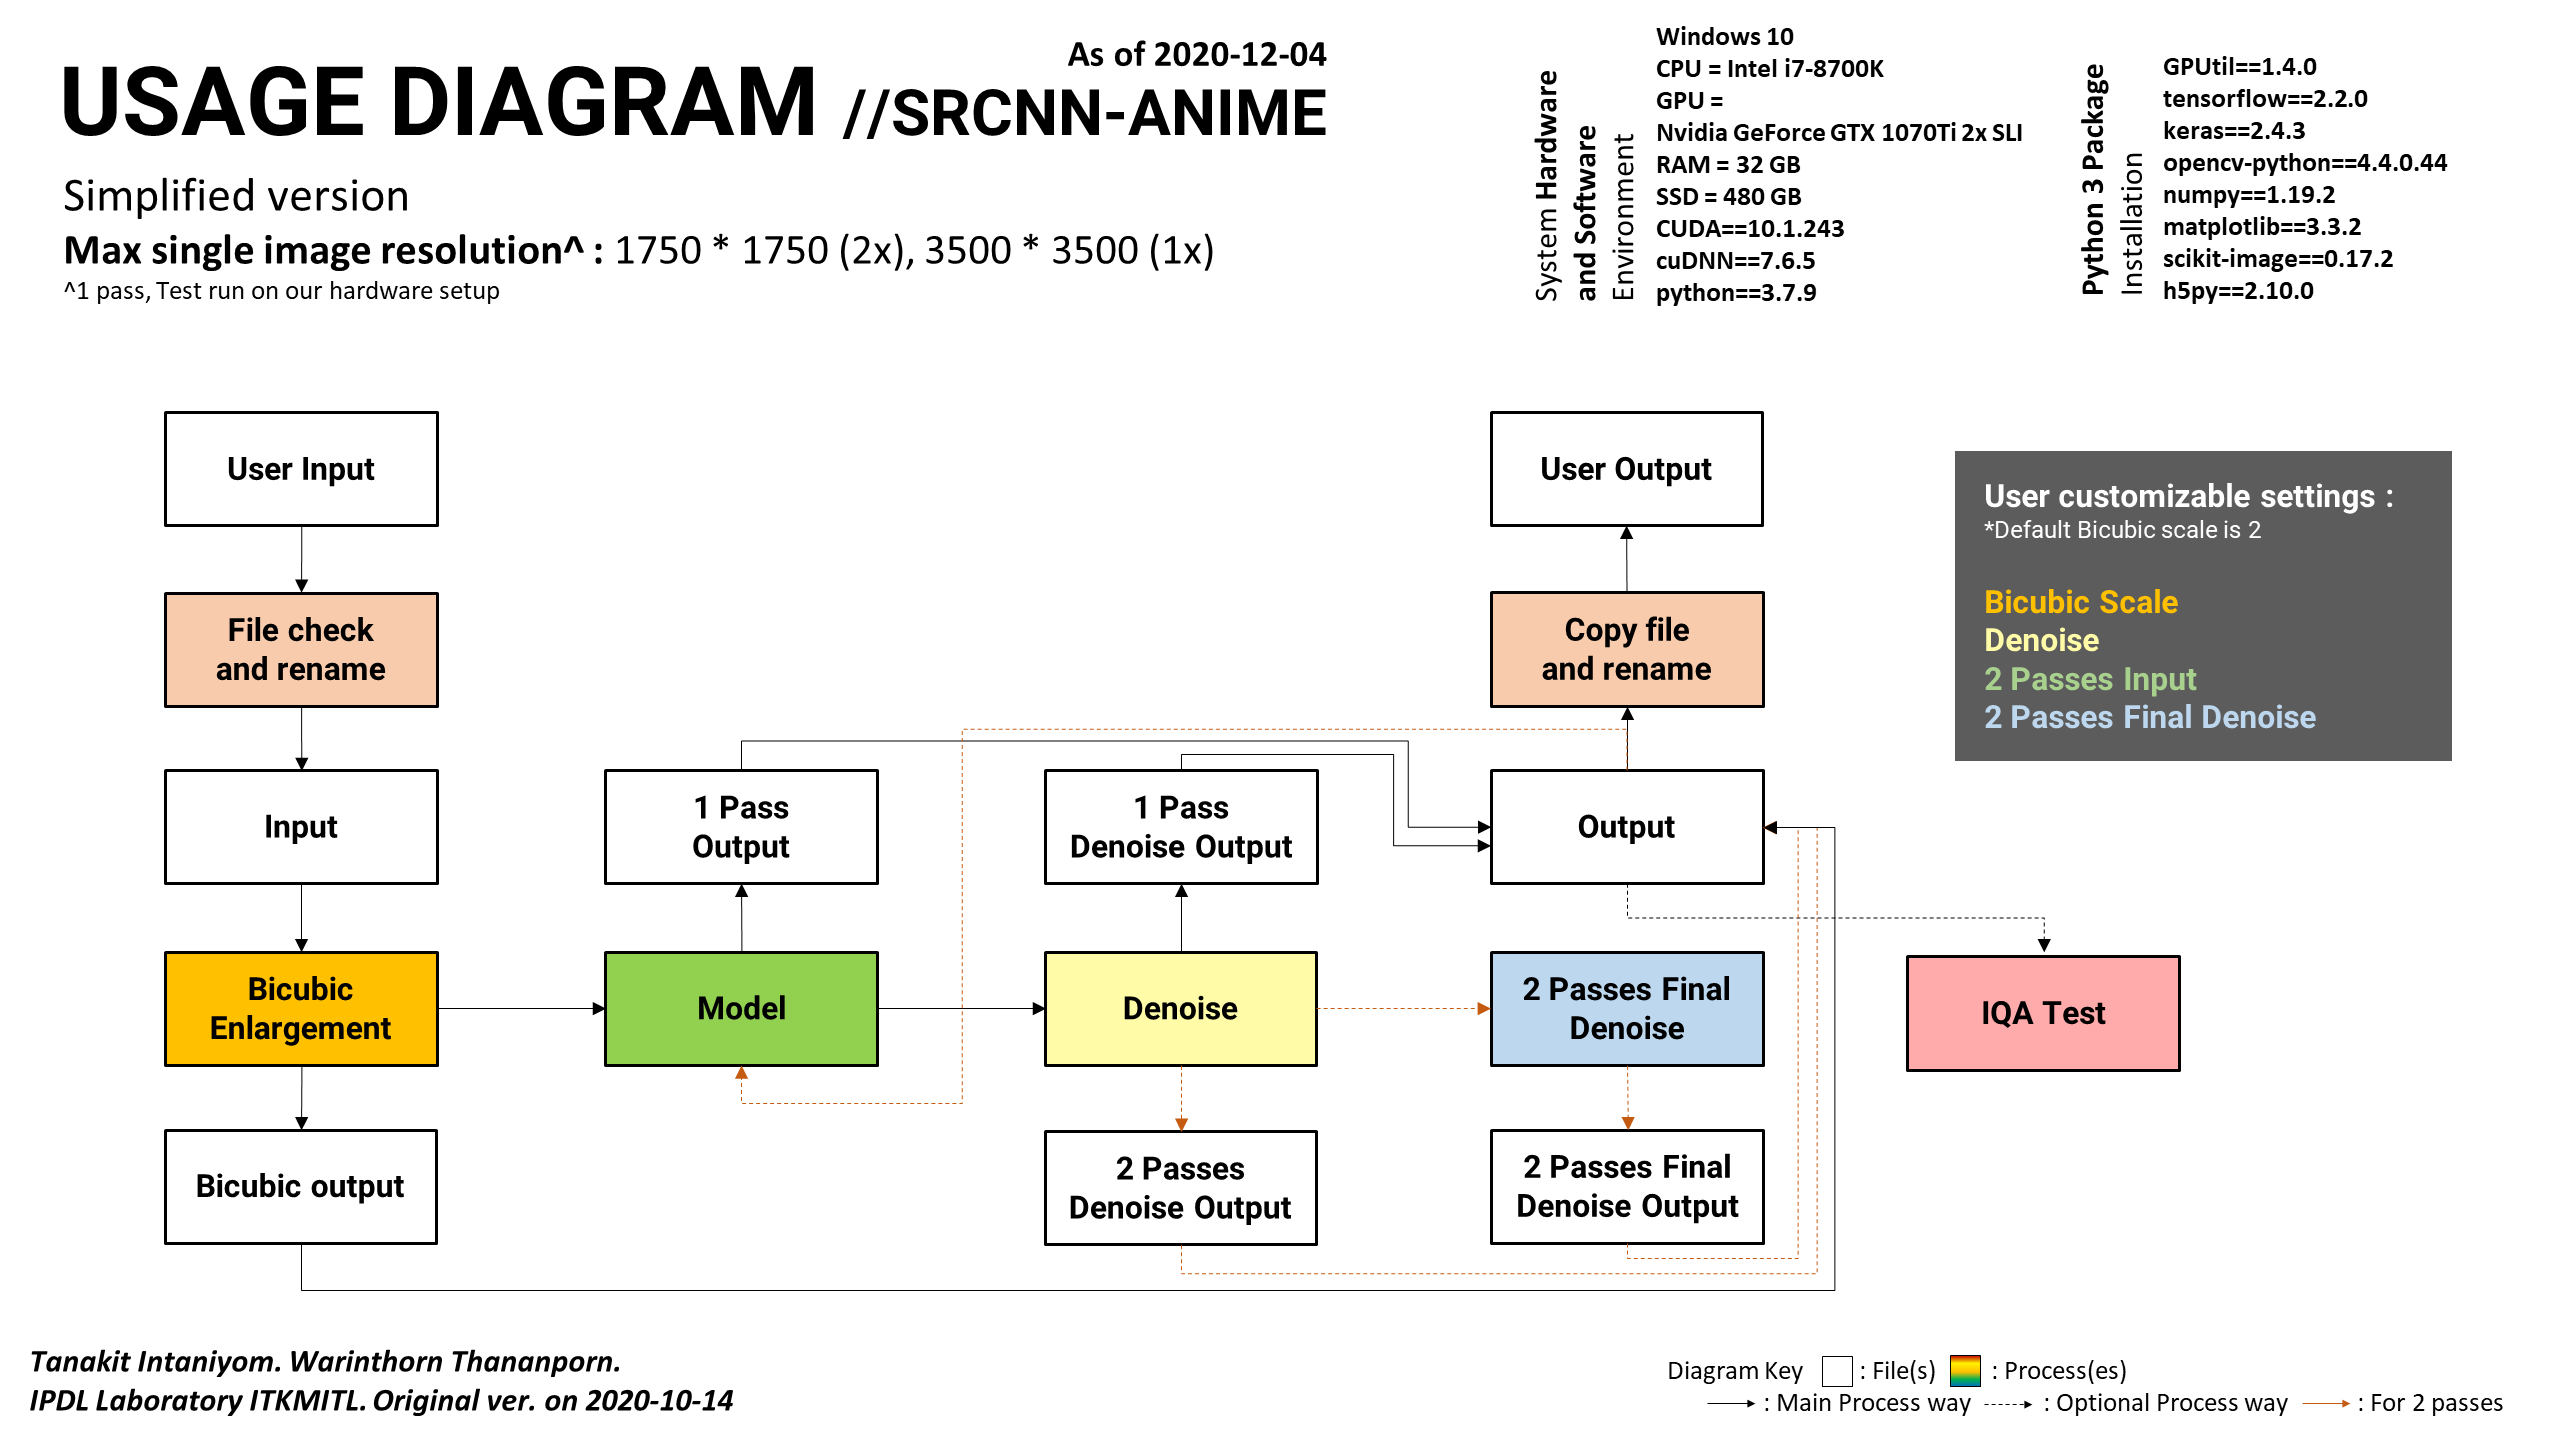 As of 2020-12-04
USAGE DIAGRAM //SRCNN-ANIME
Simplified version
Max single image resolution^ : 1750 * 1750 (2x), 3500 * 3500 (1x)
^1 pass, Test run on our hardware setup
System Hardware
and Software
Environment
Windows 10
CPU = Intel i7-8700K
GPU =
Nvidia GeForce GTX 1070Ti 2x SLI
RAM = 32 GB
SSD = 480 GB
CUDA==10.1.243
cuDNN==7.6.5
python==3.7.9
Python 3 Package
Installation
GPUtil==1.4.0
tensorflow==2.2.0
keras==2.4.3
opencv-python==4.4.0.44
numpy==1.19.2
matplotlib==3.3.2
scikit-image==0.17.2
h5py==2.10.0
User Input
User Output
User customizable settings :
*Default Bicubic scale is 2
Bicubic Scale
Denoise
2 Passes Input
2 Passes Final Denoise
File check
and rename
Copy file
and rename
Input
1 Pass
Output
1 Pass
Denoise Output
Output
Bicubic
Enlargement
Model
Denoise
2 Passes Final
Denoise
IQA Test
Bicubic output
2 Passes
Denoise Output
2 Passes Final
Denoise Output
Tanakit Intaniyom. Warinthorn Thananporn.
IPDL Laboratory ITKMITL. Original ver. on 2020-10-14
Diagram Key : File(s) : Process(es)
: Main Process way : Optional Process way : For 2 passes